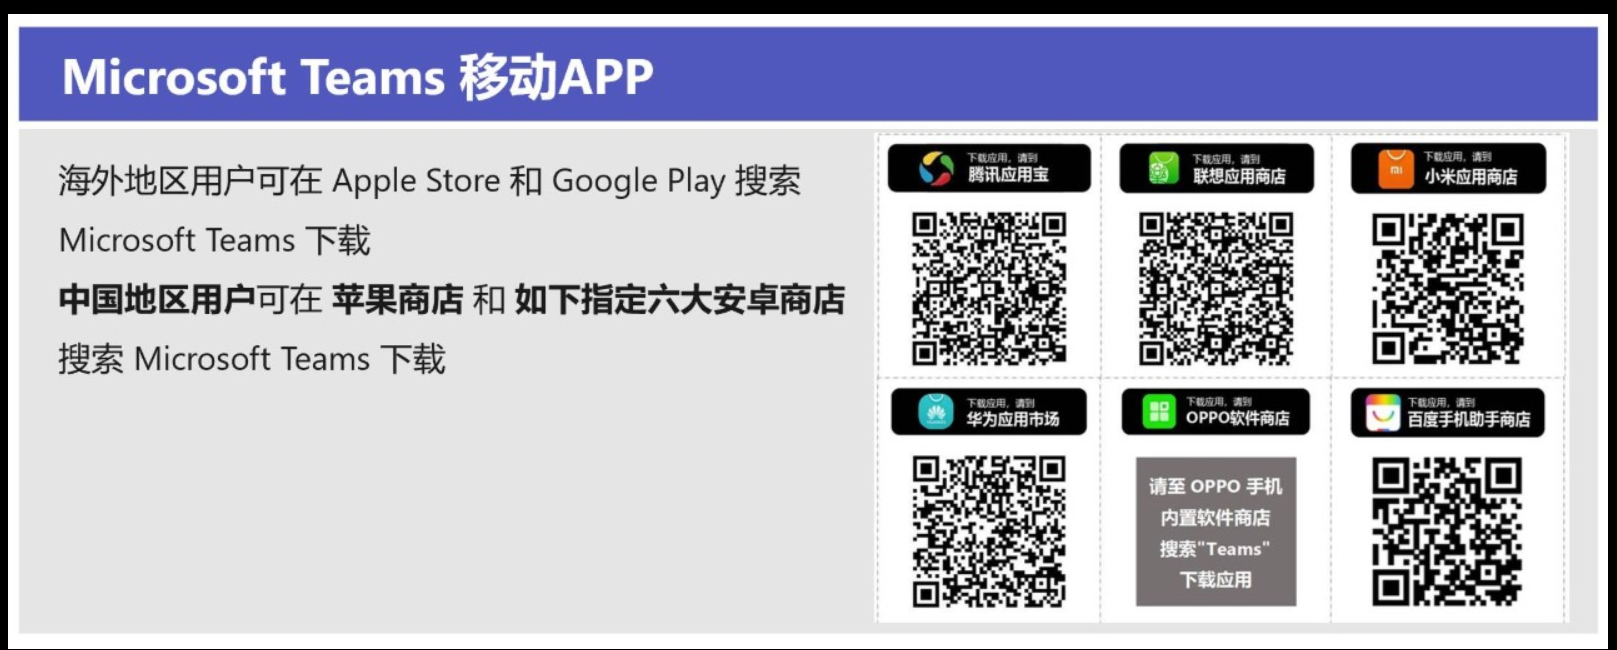 Microsoft Teams 移动APP
海外地区用户可在 Apple Store 和 Google Play 搜索
Microsoft Teams 下载
中国地区用户可在 苹果商店 和 如下指定六大安卓商店
搜索 Microsoft Teams 下载
下载应用，请到
腾讯应用宝
下载应用，请到
联想应用商店
下载应用，请到
小米应用商店
mi
下载应用，请到
华为应用市场
HUAWEI
下载应用，请到
OPPO软件商店
请至 OPPO 手机
内置软件商店
搜索"Teams"
下载应用
下载应用，请到
百度手机助手商店